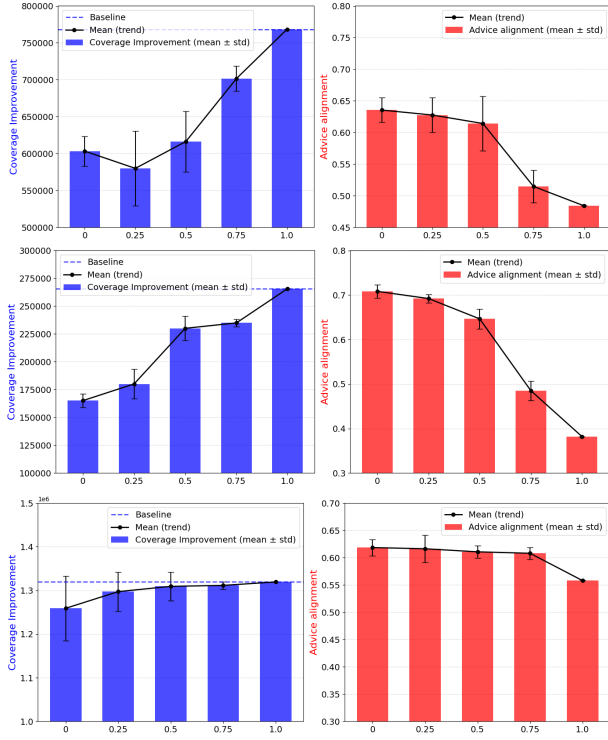 800000
700000
600000
500000
Coverage Improvement
Baseline
Mean (trend)
Coverage Improvement (mean ± std)
0 0.25 0.5 0.75 1.0
0.80
0.75
0.70
0.65
0.60
0.55
0.50
0.45
Advice alignment
Mean (trend)
Advice alignment (mean ± std)
0 0.25 0.5 0.75 1.0
300000
275000
250000
225000
200000
175000
150000
125000
100000
Coverage Improvement
Baseline
Mean (trend)
Coverage Improvement (mean ± std)
0 0.25 0.5 0.75 1.0
0.8
0.7
0.6
0.5
0.4
0.3
Advice alignment
Mean (trend)
Advice alignment (mean ± std)
0 0.25 0.5 0.75 1.0
1e6
1.5
1.4
1.3
1.2
1.1
1.0
Coverage Improvement
Baseline
Mean (trend)
Coverage Improvement (mean ± std)
0 0.25 0.5 0.75 1.0
0.70
0.65
0.60
0.55
0.50
0.45
0.40
0.35
0.30
Advice alignment
Mean (trend)
Advice alignment (mean ± std)
0 0.25 0.5 0.75 1.0